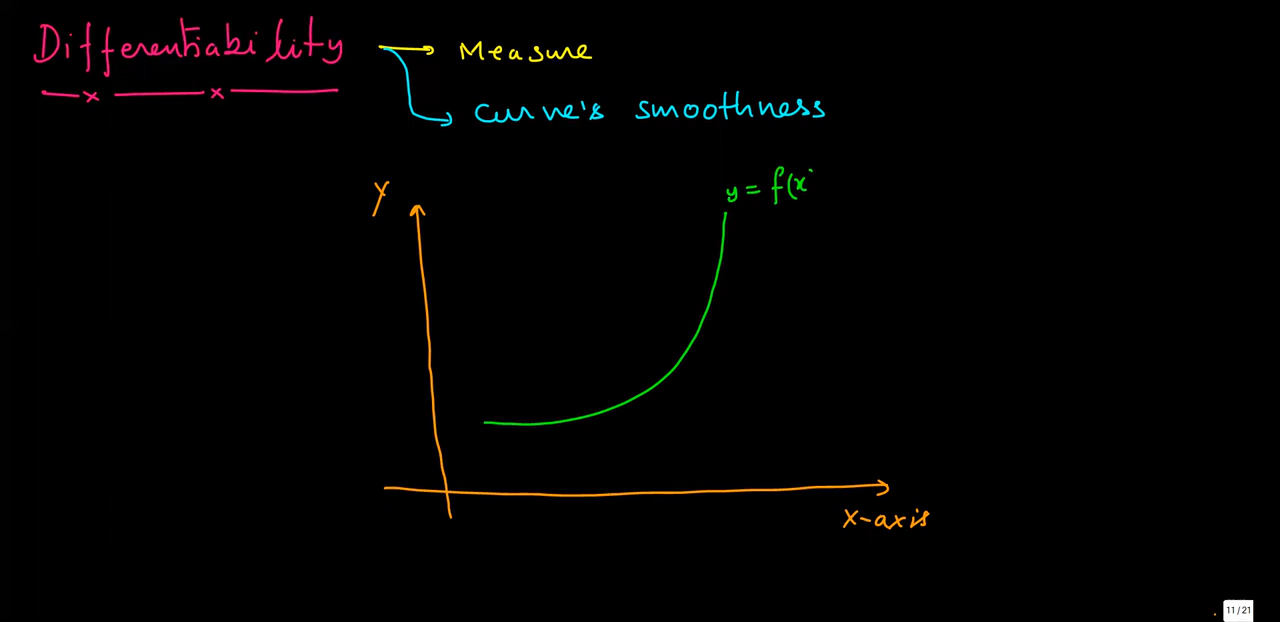 Differentiability → Measure
Curve's smoothness
Y
y = f(x
X-axis
11/21